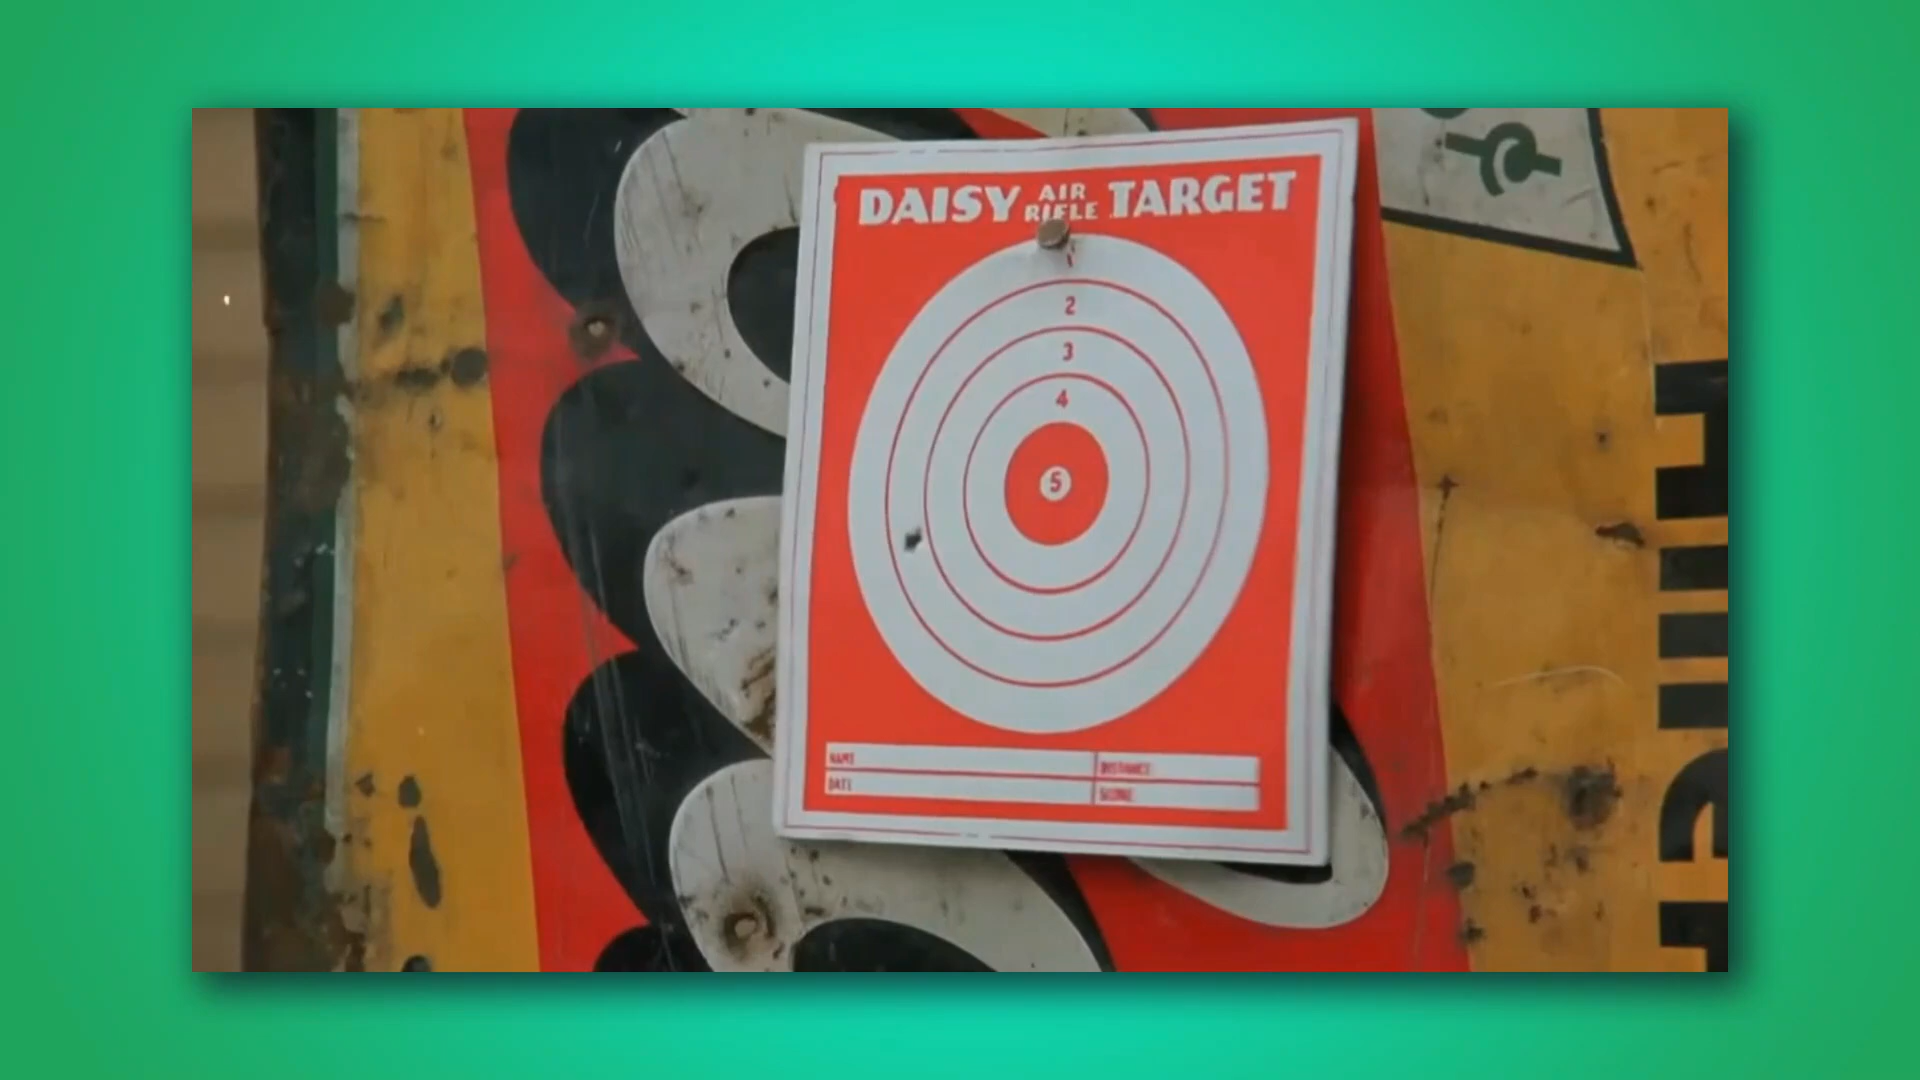 DAISY AIR RIFLE TARGET
1
2
3
4
5
NAME
DISTANCE
DATE
SCORE